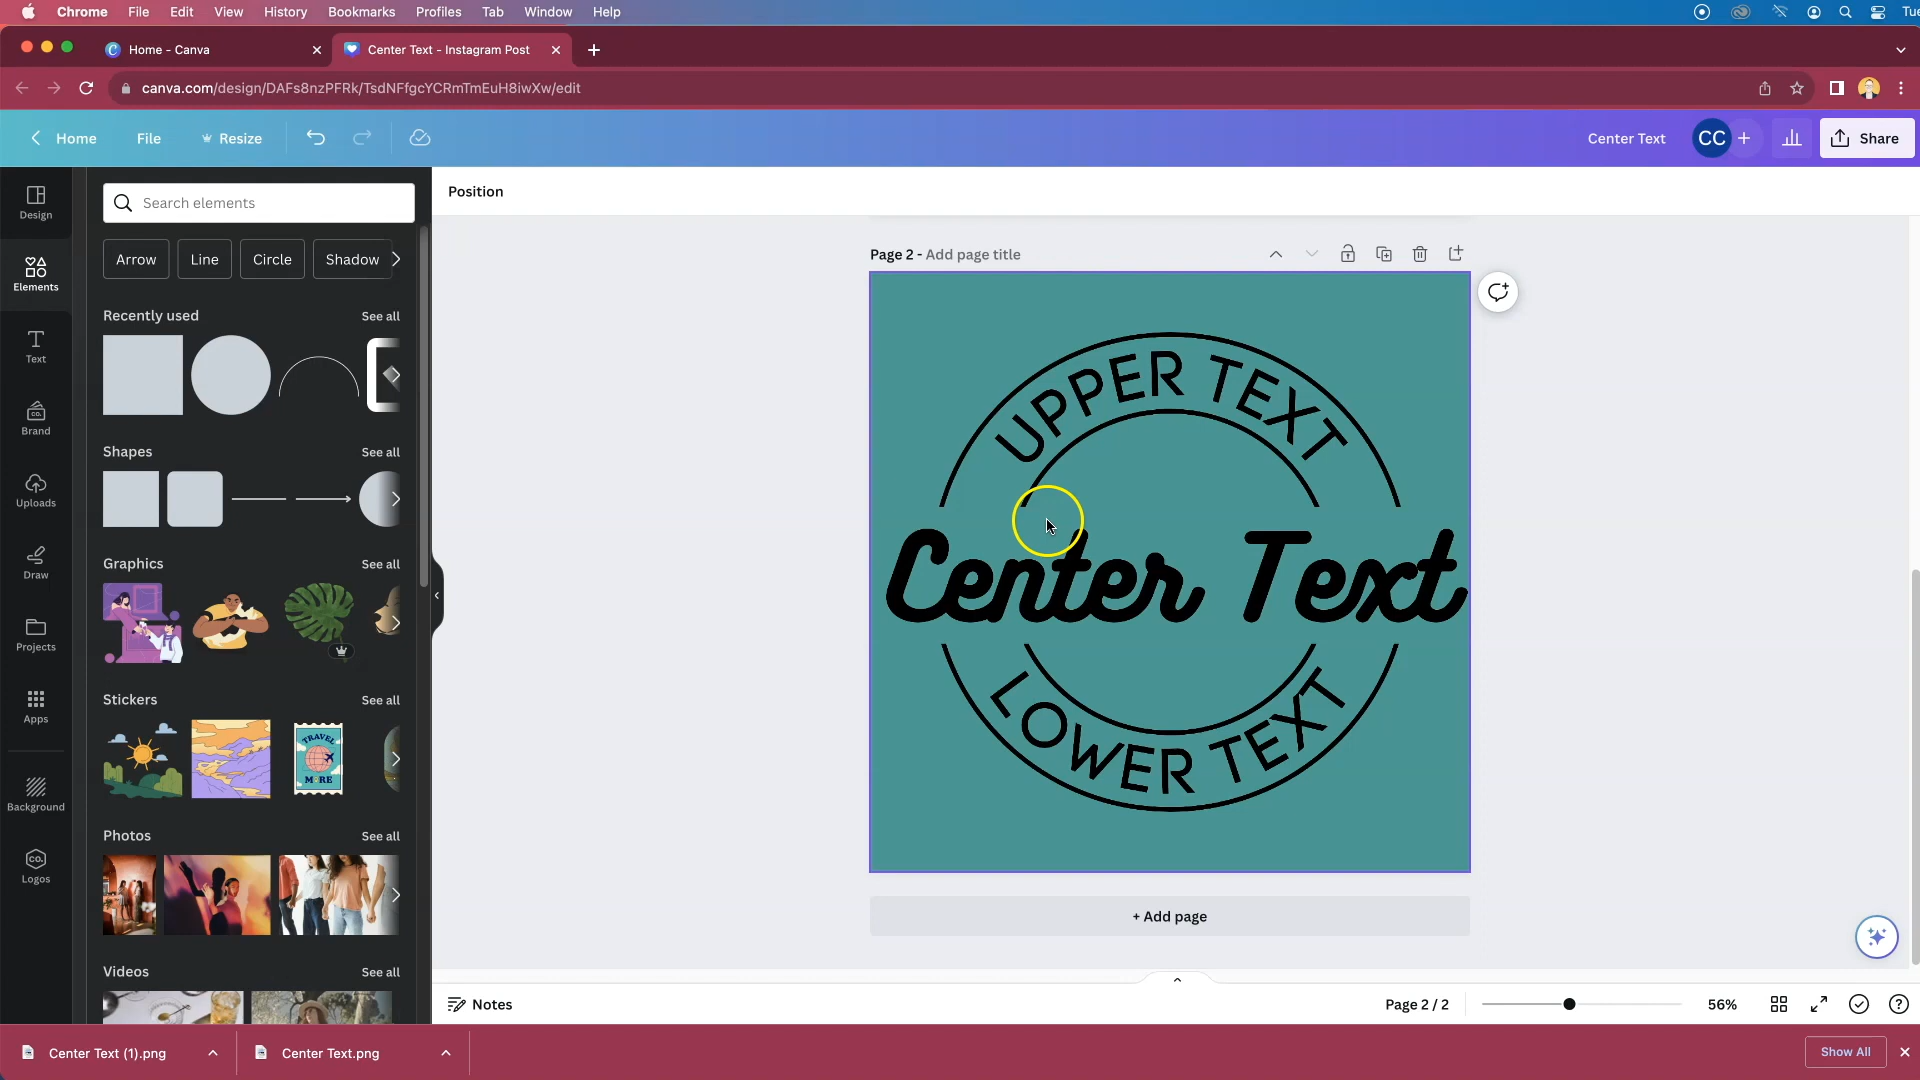 Chrome File Edit View History Bookmarks Profiles Tab Window Help
Home - Canva
Center Text - Instagram Post
canva.com/design/DAFs8nzPFRk/TsdNFfgcYCRmTmEuH8iwXw/edit
Home File Resize
Center Text CC + Share
Design
Elements
Text
Brand
Uploads
Draw
Projects
Apps
Background
Logos
Search elements
Arrow Line Circle Shadow
Recently used See all
Shapes See all
Graphics See all
Stickers See all
TRAVEL
MORE
Photos See all
Videos See all
Position
Page 2 - Add page title
UPPER TEXT
Center Text
LOWER TEXT
+ Add page
Notes
Page 2 / 2
56%
Center Text (1).png
Center Text.png
Show All